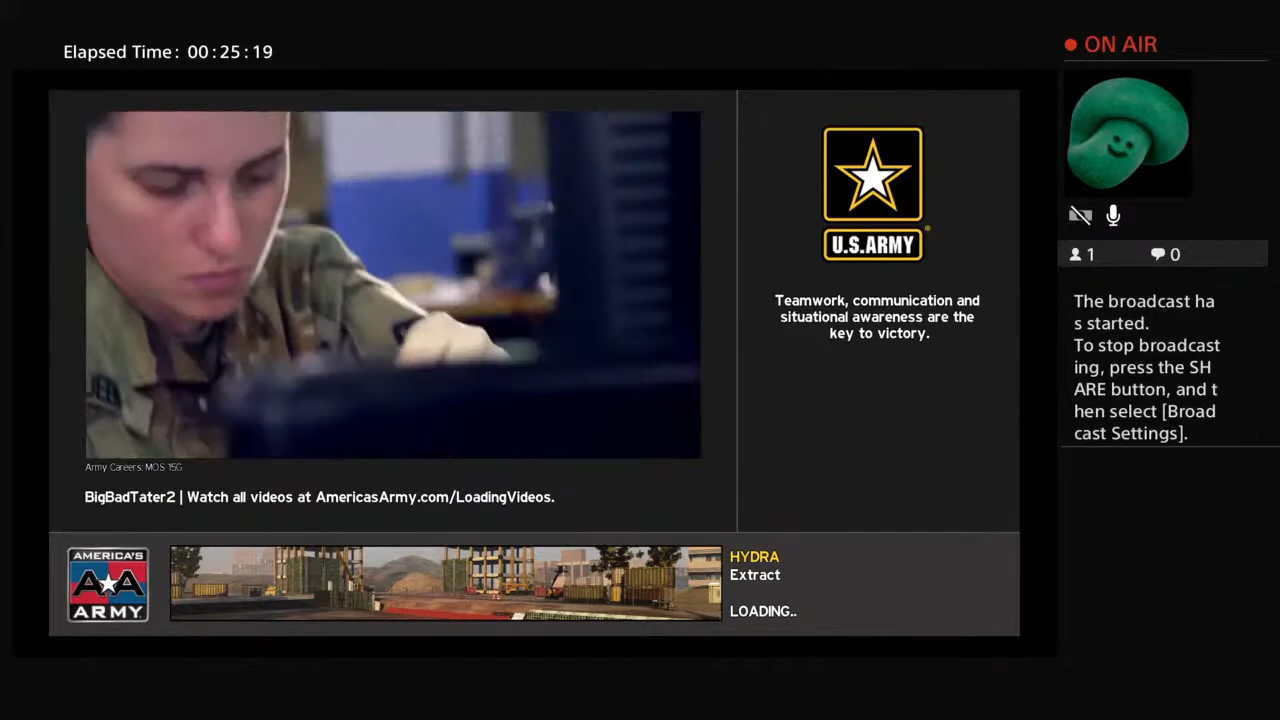 Elapsed Time: 00:25:19
ON AIR
1 0
The broadcast ha
s started.
To stop broadcast
ing, press the SH
ARE button, and t
hen select [Broad
cast Settings].
U.S.ARMY
Teamwork, communication and
situational awareness are the
key to victory.
Army Careers: MOS 15G
BigBadTater2 | Watch all videos at AmericasArmy.com/LoadingVideos.
AMERICA'S
AA
ARMY
HYDRA
Extract
LOADING..